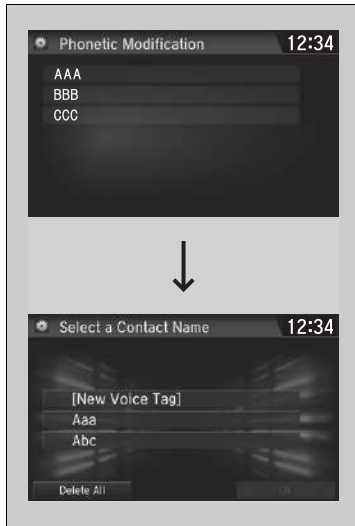 Phonetic Modification 12:34
AAA
BBB
CCC
Select a Contact Name 12:34
[New Voice Tag]
Aaa
Abc
Delete All